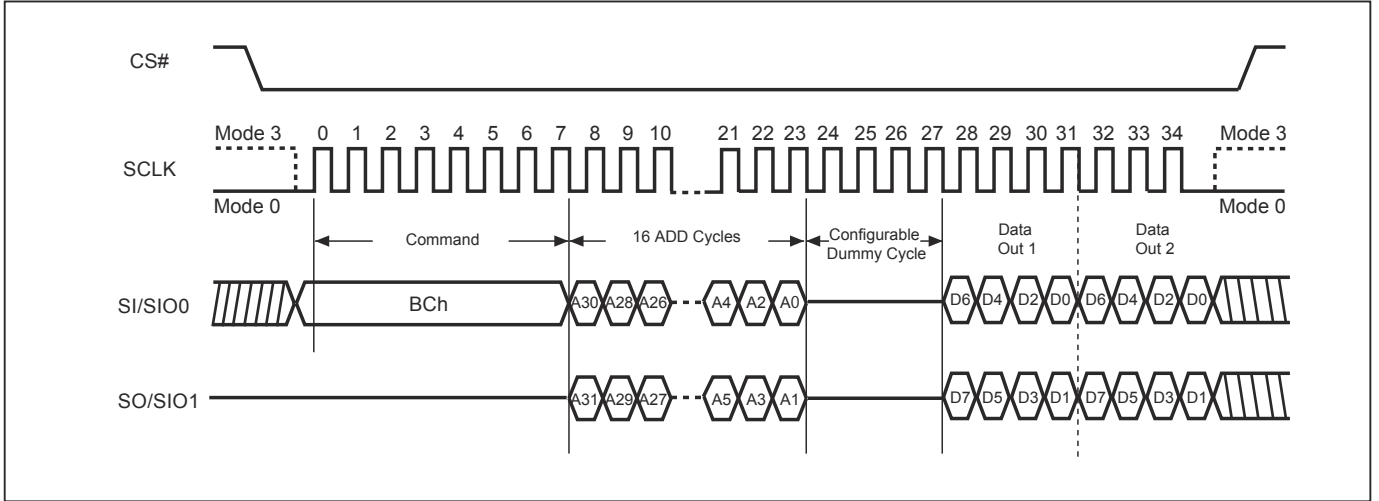 CS#
Mode 3 0 1 2 3 4 5 6 7 8 9 10 21 22 23 24 25 26 27 28 29 30 31 32 33 34 Mode 3
SCLK
Mode 0 Mode 0
Command 16 ADD Cycles Configurable Dummy Cycle Data Out 1 Data Out 2
SI/SIO0 BCh A30 A28 A26 A4 A2 A0 D6 D4 D2 D0 D6 D4 D2 D0
SO/SIO1 A31 A29 A27 A5 A3 A1 D7 D5 D3 D1 D7 D5 D3 D1